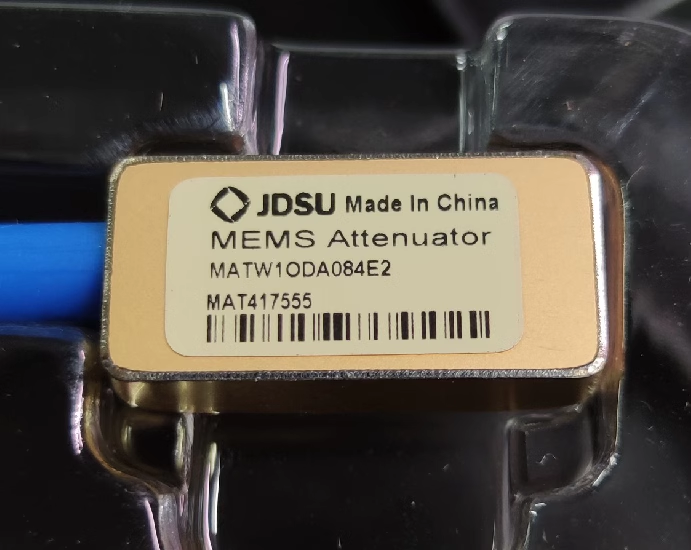 JDSU Made In China
MEMS Attenuator
MATW1ODA084E2
MAT417555